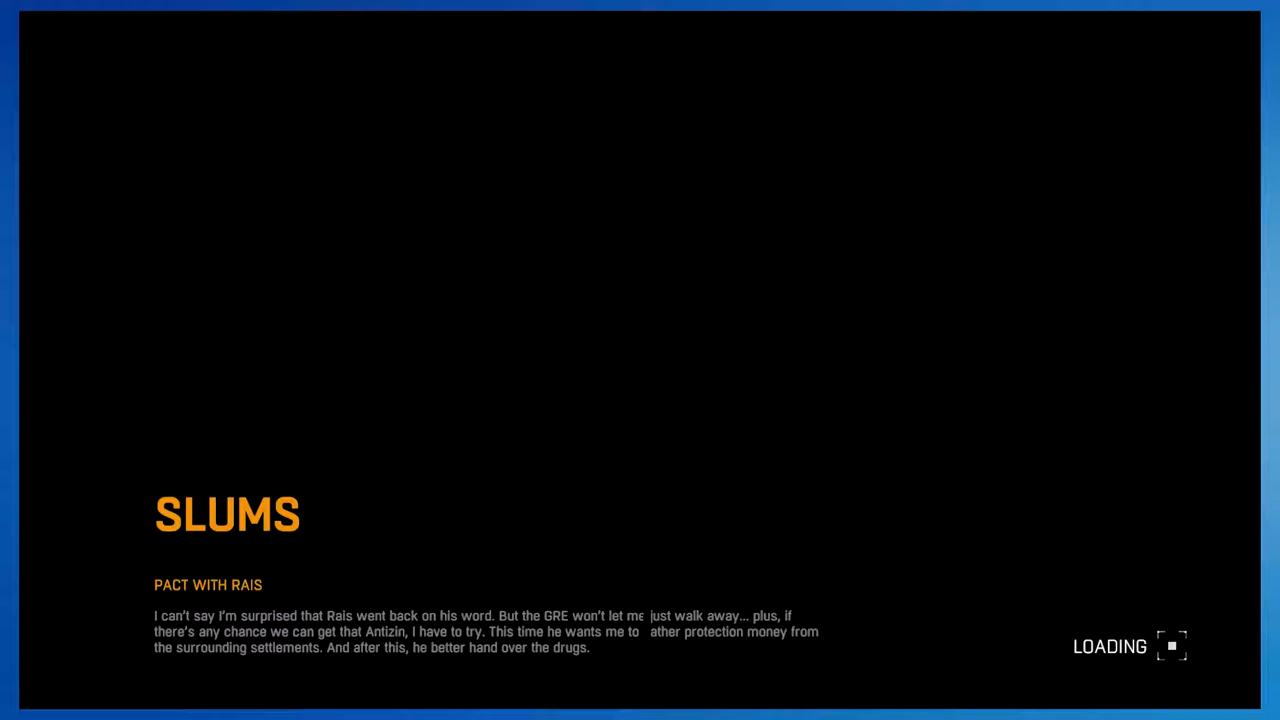 SLUMS
PACT WITH RAIS
I can't say I'm surprised that Rais went back on his word. But the GRE won't let me just walk away... plus, if
there's any chance we can get that Antizin, I have to try. This time he wants me to ather protection money from
the surrounding settlements. And after this, he better hand over the drugs.
LOADING